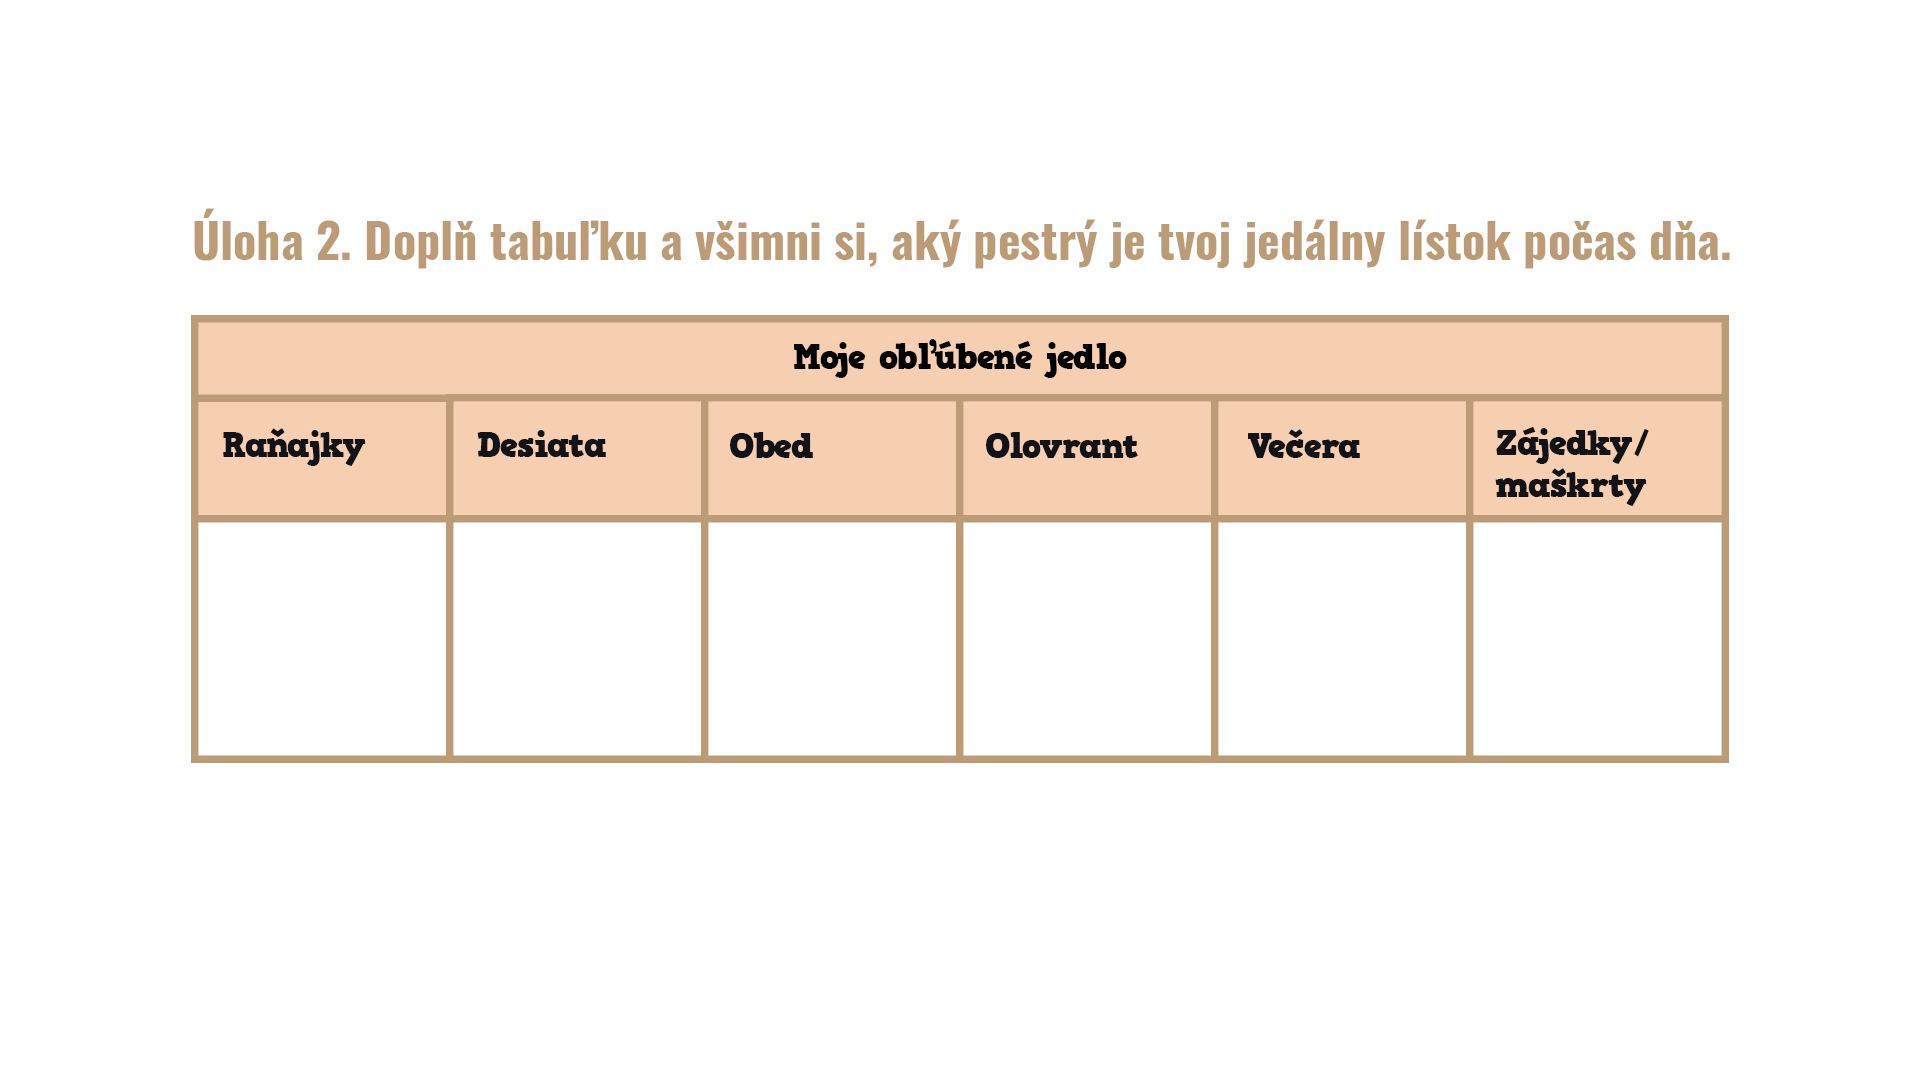 Úloha 2. Doplň tabuľku a všimni si, aký pestrý je tvoj jedálny lístok počas dňa.
Moje obľúbené jedlo
Raňajky
Desiata
Obed
Olovrant
Večera
Zájedky/
maškrty